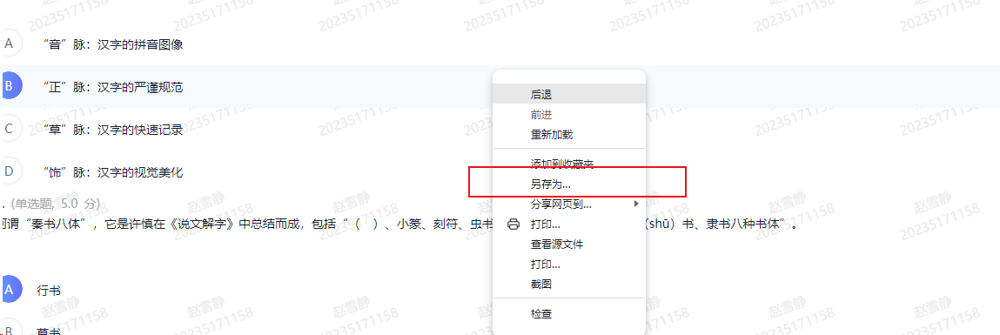 赵雪静
20235171158
A “音”脉：汉字的拼音图像
B “正”脉：汉字的严谨规范
C “草”脉：汉字的快速记录
D “饰”脉：汉字的视觉美化
. (单选题, 5.0 分)
谓“秦书八体”，它是许慎在《说文解字》中总结而成，包括“（ ）、小篆、刻符、虫书
（shū）书、隶书八种书体”。
A 行书
B 草书
后退
前进
重新加载
添加到收藏夹
另存为...
分享网页到...
打印...
查看源文件
打印...
截图
检查